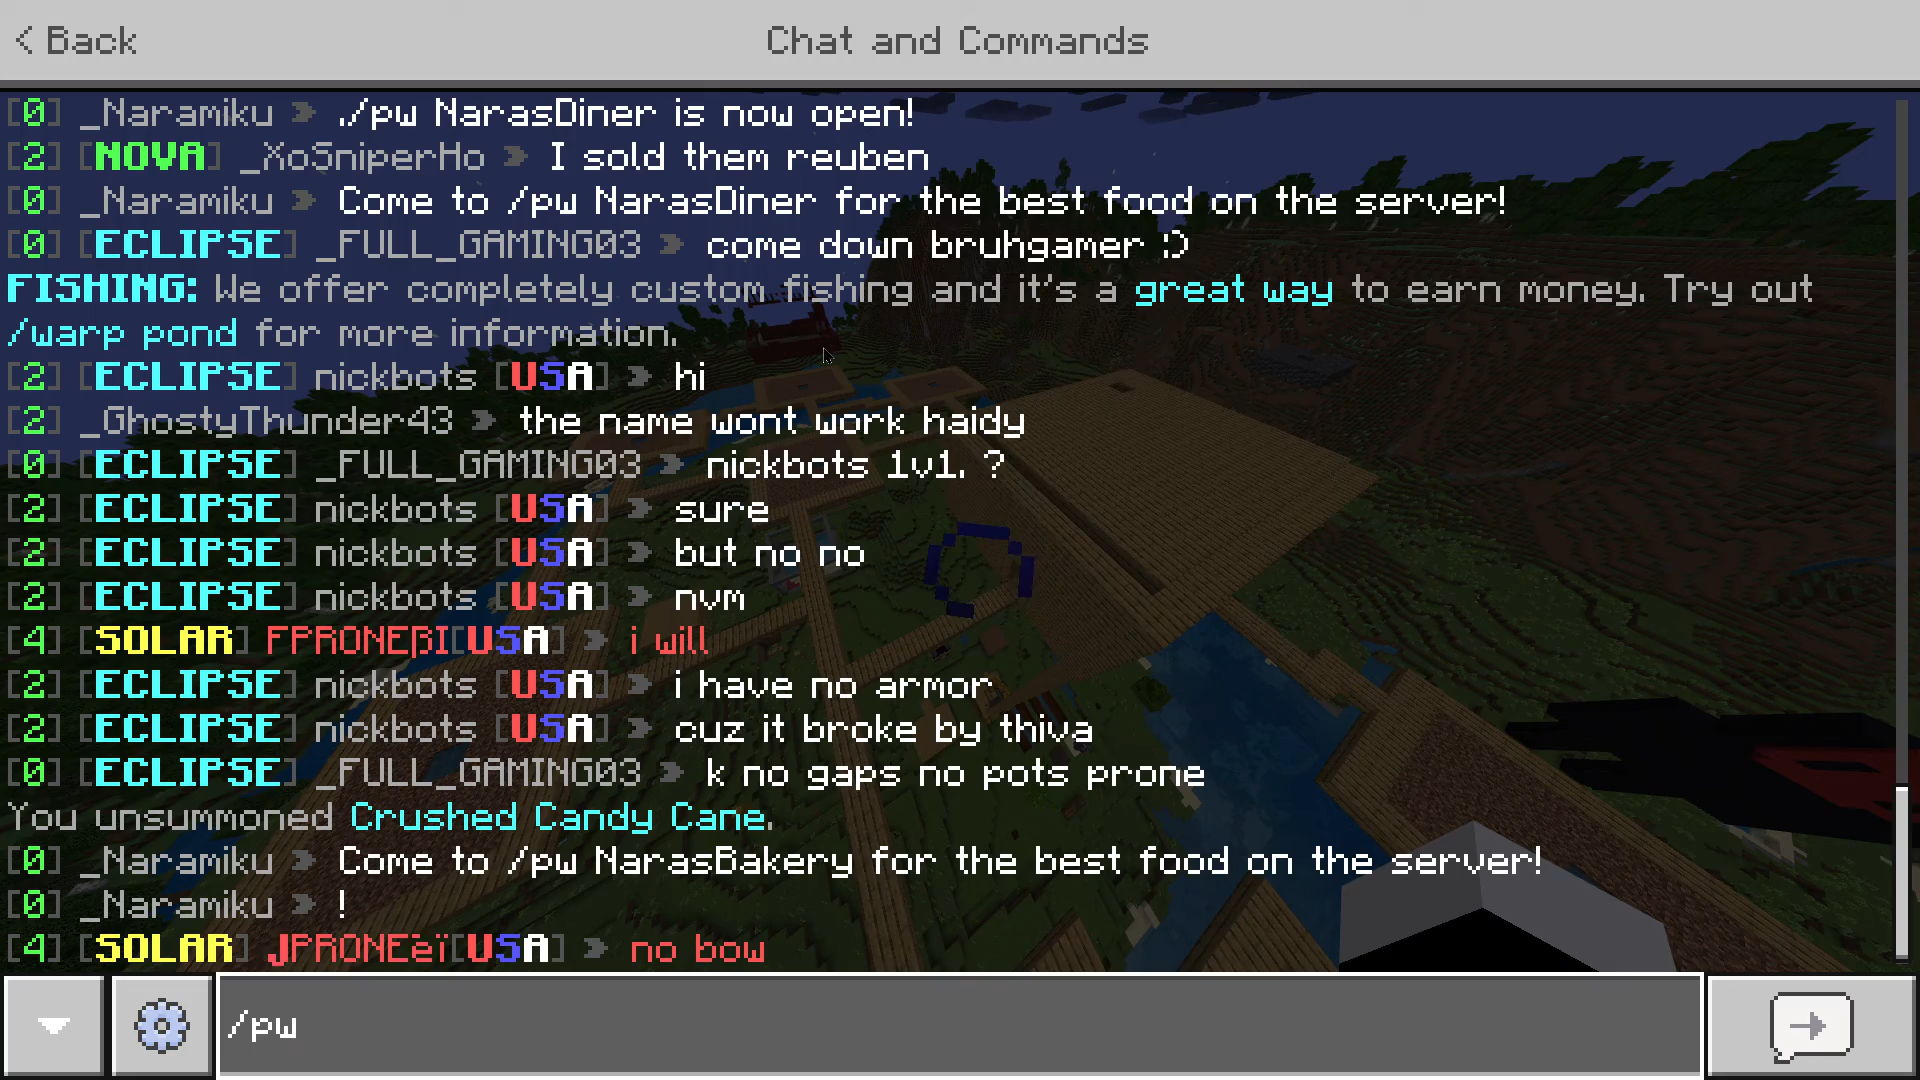 < Back
Chat and Commands
[0] _Naramiku > ./pw NarasDiner is now open!
[2] [NOVA] _XoSniperHo > I sold them reuben
[0] _Naramiku > Come to /pw NarasDiner for the best food on the server!
[0] [ECLIPSE] _FULL_GAMING03 > come down bruhgamer :)
FISHING: We offer completely custom fishing and it's a great way to earn money. Try out
/warp pond for more information.
[2] [ECLIPSE] nickbots [USA] > hi
[2] _GhostyThunder43 > the name wont work haidy
[0] [ECLIPSE] _FULL_GAMING03 > nickbots 1v1. ?
[2] [ECLIPSE] nickbots [USA] > sure
[2] [ECLIPSE] nickbots [USA] > but no no
[2] [ECLIPSE] nickbots [USA] > nvm
[4] [SOLAR] FPRONEβI[USA] > i will
[2] [ECLIPSE] nickbots [USA] > i have no armor
[2] [ECLIPSE] nickbots [USA] > cuz it broke by thiva
[0] [ECLIPSE] _FULL_GAMING03 > k no gaps no pots prone
You unsummoned Crushed Candy Cane.
[0] _Naramiku > Come to /pw NarasBakery for the best food on the server!
[0] _Naramiku > !
[4] [SOLAR] JPRONEèï[USA] > no bow
/pw